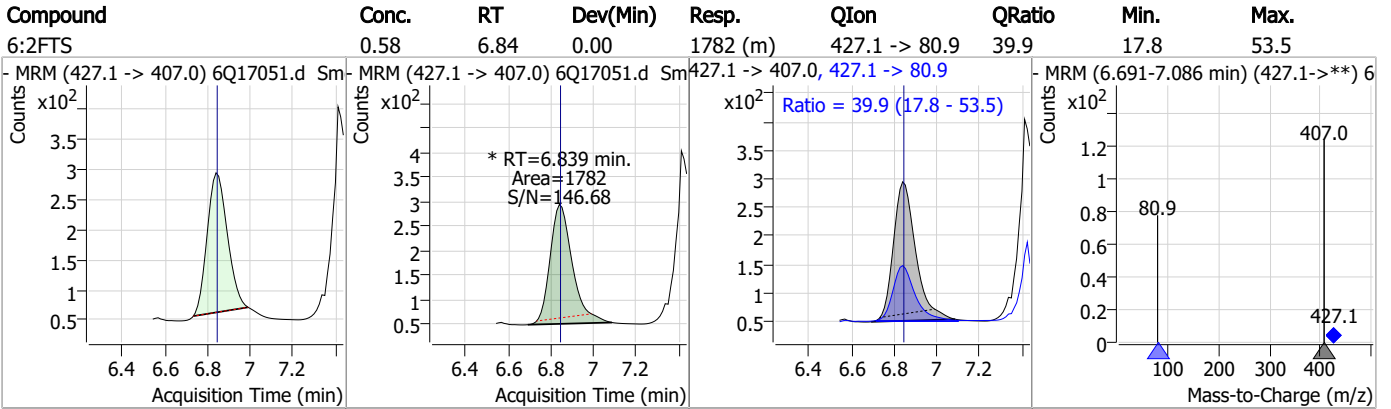 Compound Conc. RT Dev(Min) Resp. QIon QRatio Min. Max.
6:2FTS 0.58 6.84 0.00 1782 (m) 427.1 -> 80.9 39.9 17.8 53.5
- MRM (427.1 -> 407.0) 6Q17051.d Sm
Counts
x10²
3.5
3
2.5
2
1.5
1
0.5
6.4 6.6 6.8 7 7.2
Acquisition Time (min)
- MRM (427.1 -> 407.0) 6Q17051.d Sm
Counts
x10²
4
3.5
3
2.5
2
1.5
1
0.5
* RT=6.839 min.
Area=1782
S/N=146.68
6.4 6.6 6.8 7 7.2
Acquisition Time (min)
427.1 -> 407.0, 427.1 -> 80.9
x10²
Ratio = 39.9 (17.8 - 53.5)
3.5
3
2.5
2
1.5
1
0.5
6.4 6.6 6.8 7 7.2
Acquisition Time (min)
- MRM (6.691-7.086 min) (427.1->**) 6
Counts
x10²
1.2
1
0.8
0.6
0.4
0.2
0
407.0
80.9
427.1
100 200 300 400
Mass-to-Charge (m/z)